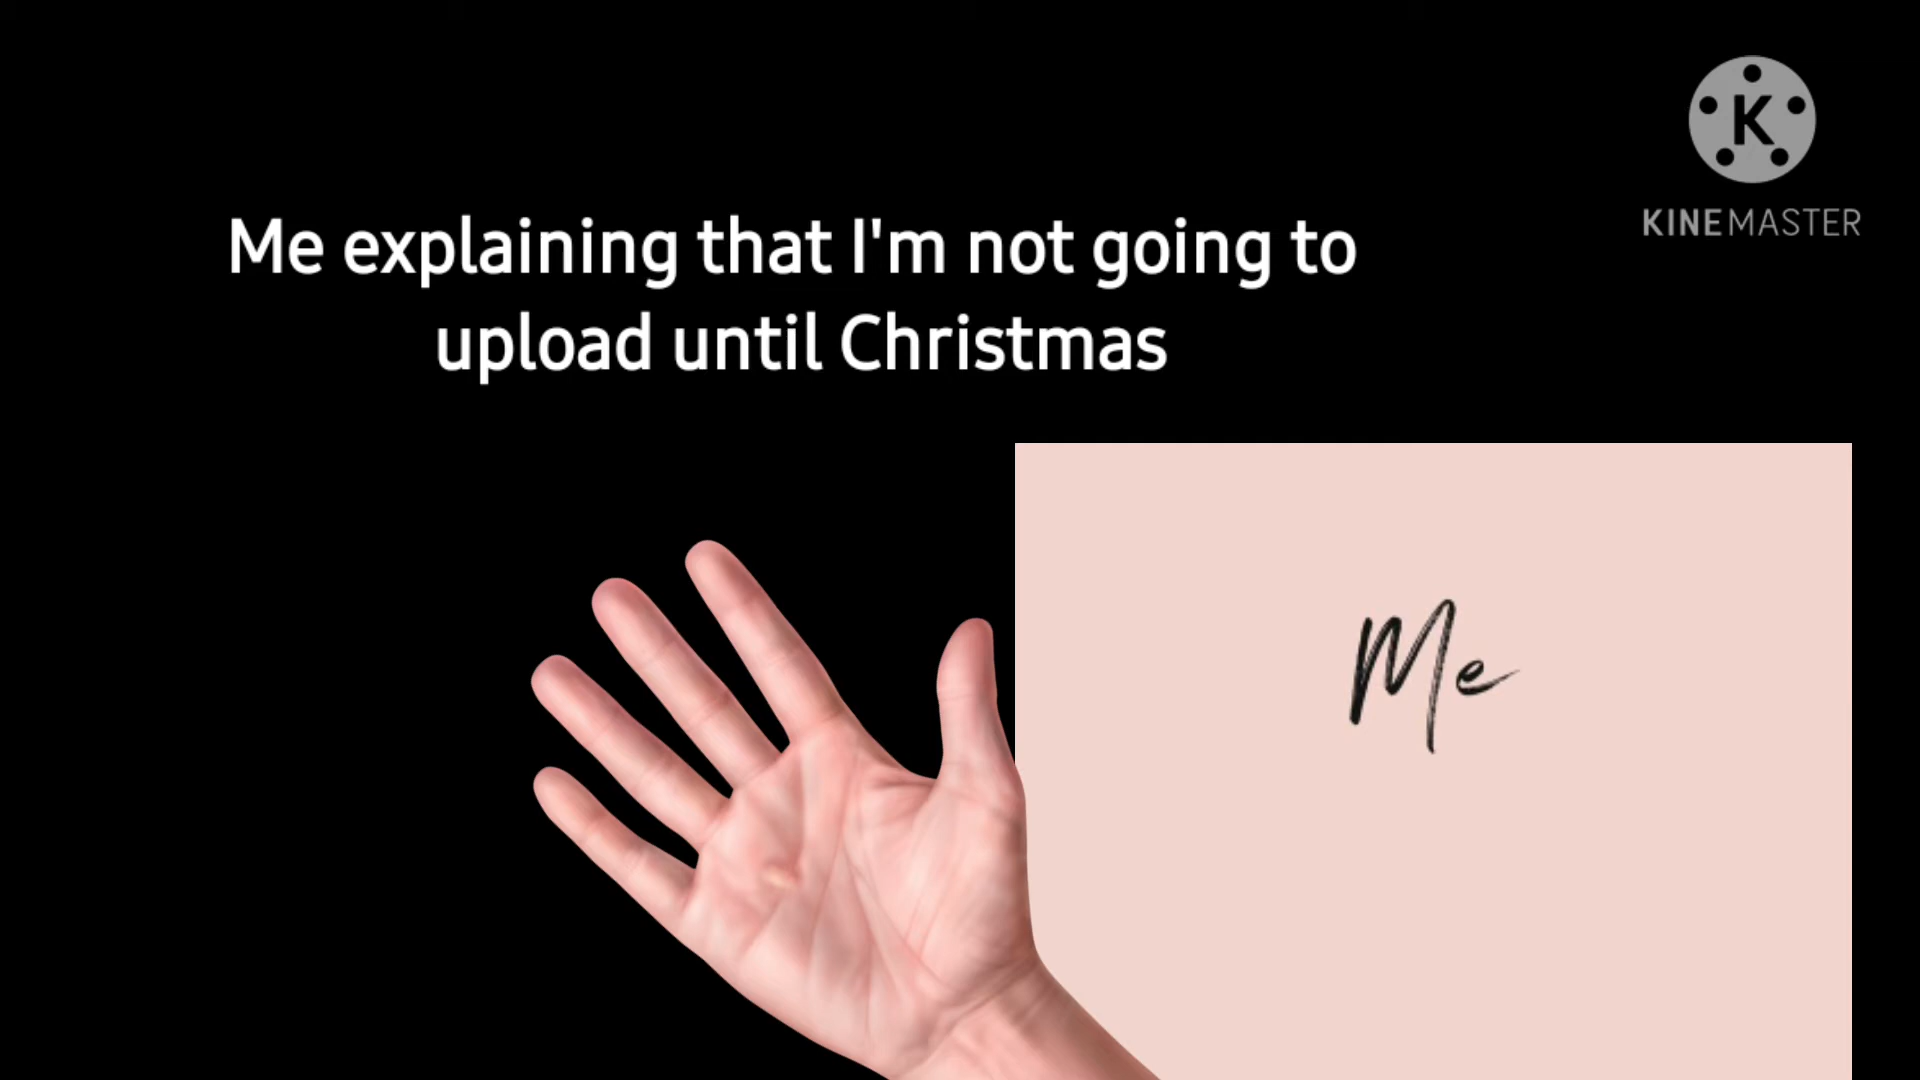 K
KINEMASTER
Me explaining that I'm not going to
upload until Christmas
Me